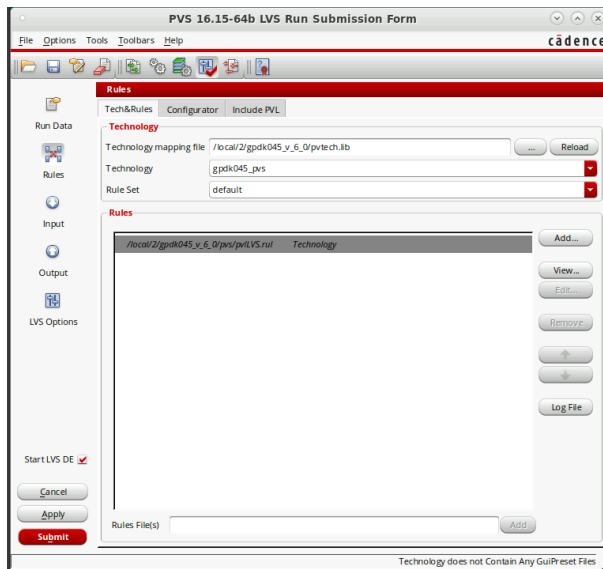 PVS 16.15-64b LVS Run Submission Form
File Options Tools Toolbars Help
cādence
Rules
Tech&Rules Configurator Include PVL
Run Data
Rules
Input
Output
LVS Options
Technology
Technology mapping file /local/2/gpdk045_v_6_0/pvtech.lib ... Reload
Technology gpdk045_pvs
Rule Set default
Rules
/local/2/gpdk045_v_6_0/pvs/pvlLVS.rul Technology
Add...
View...
Edit...
Remove
Log File
Start LVS DE
Cancel
Apply
Submit
Rules File(s) Add
Technology does not Contain Any GuiPreset Files